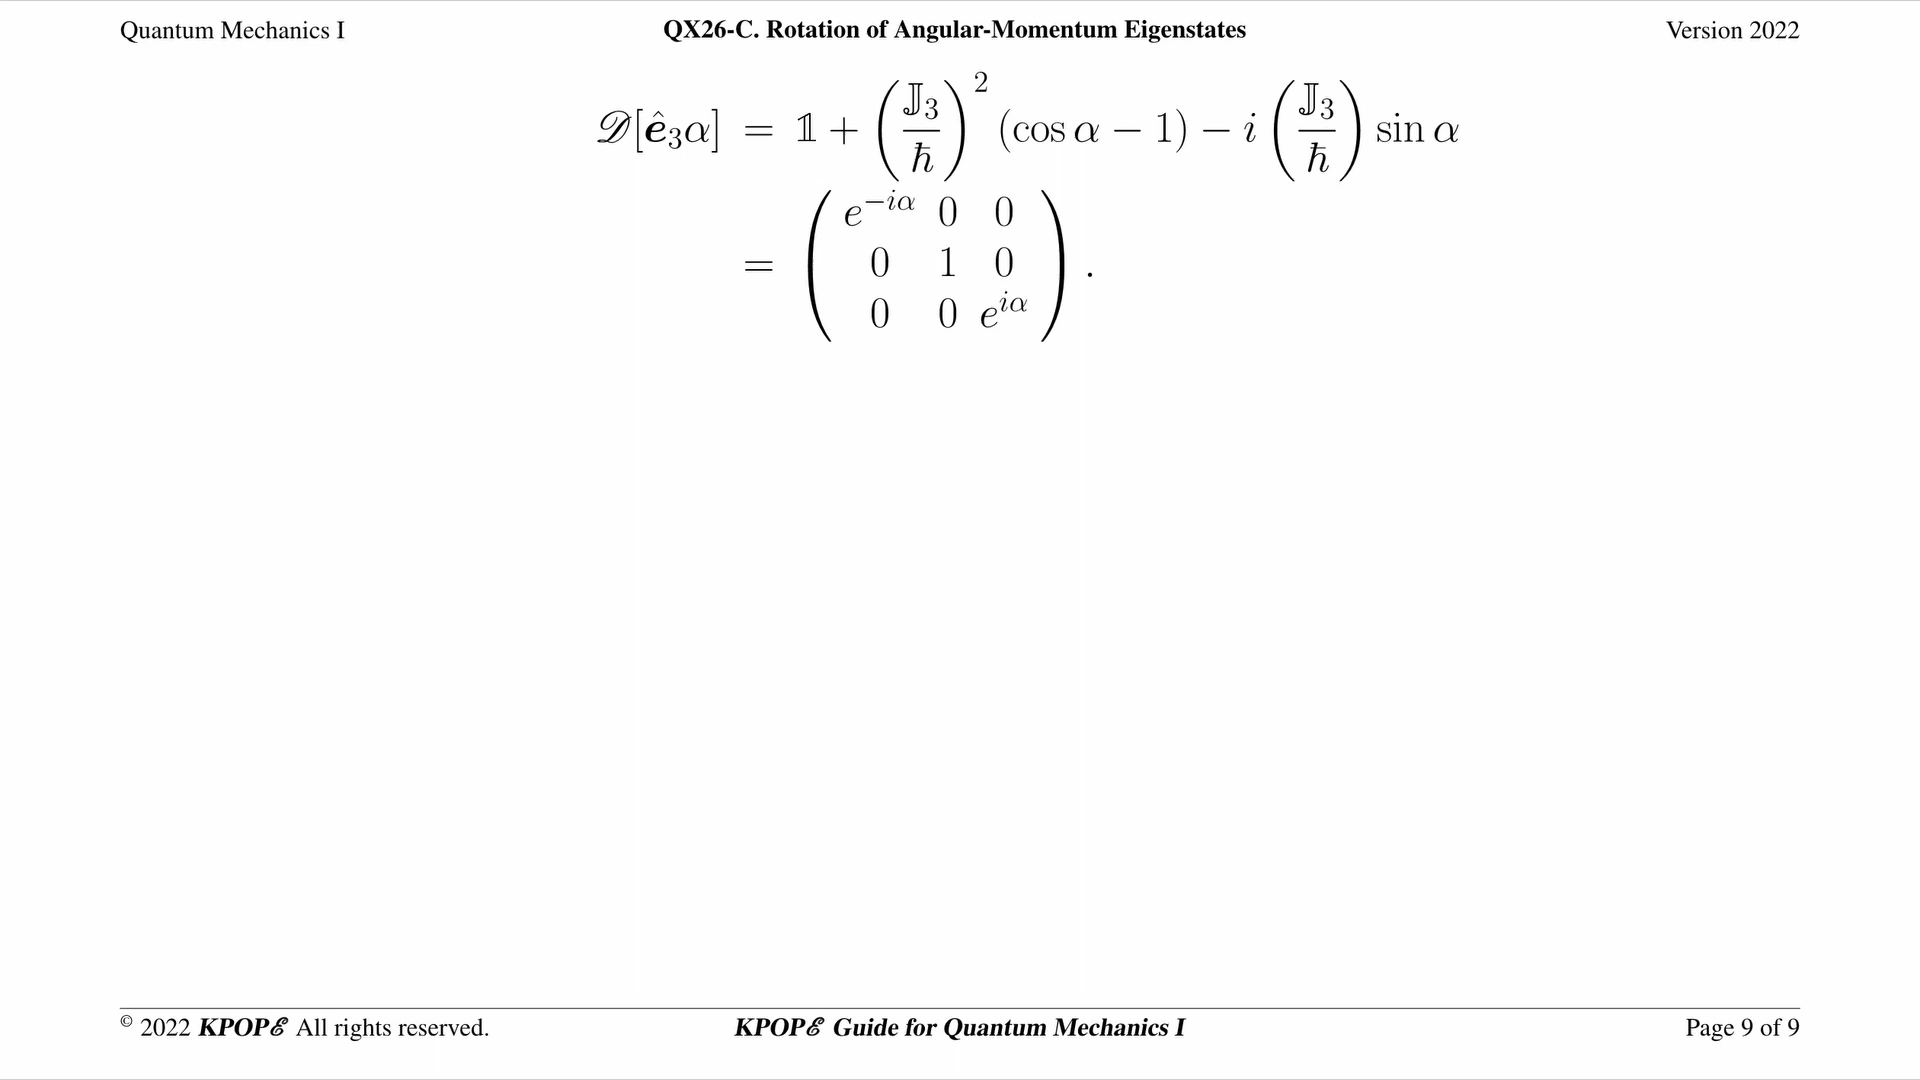 Quantum Mechanics I
QX26-C. Rotation of Angular-Momentum Eigenstates
Version 2022
𝒟[ê₃α] = 𝟙 + (𝕁₃/ħ)² (cos α − 1) − i (𝕁₃/ħ) sin α
= ( e^{−iα} 0 0
0 1 0
0 0 e^{iα} ) .
© 2022 KPOPℰ All rights reserved.
KPOPℰ Guide for Quantum Mechanics I
Page 9 of 9